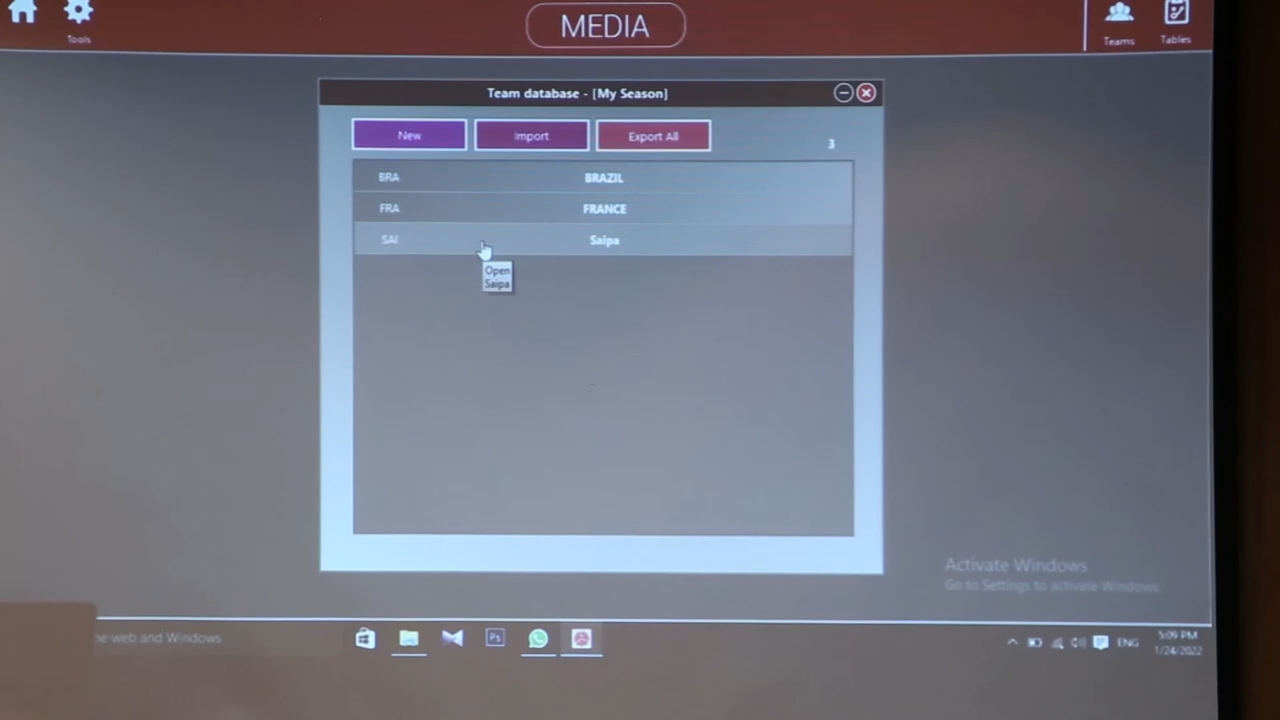 MEDIA
Tools
Teams
Tables
Team database - [My Season]
New
Import
Export All
3
BRA
BRAZIL
FRA
FRANCE
SAI
Saipa
Open
Saipa
Activate Windows
Go to Settings to activate Windows.
he web and Windows
Ps
ENG
5:09 PM
1/24/2022